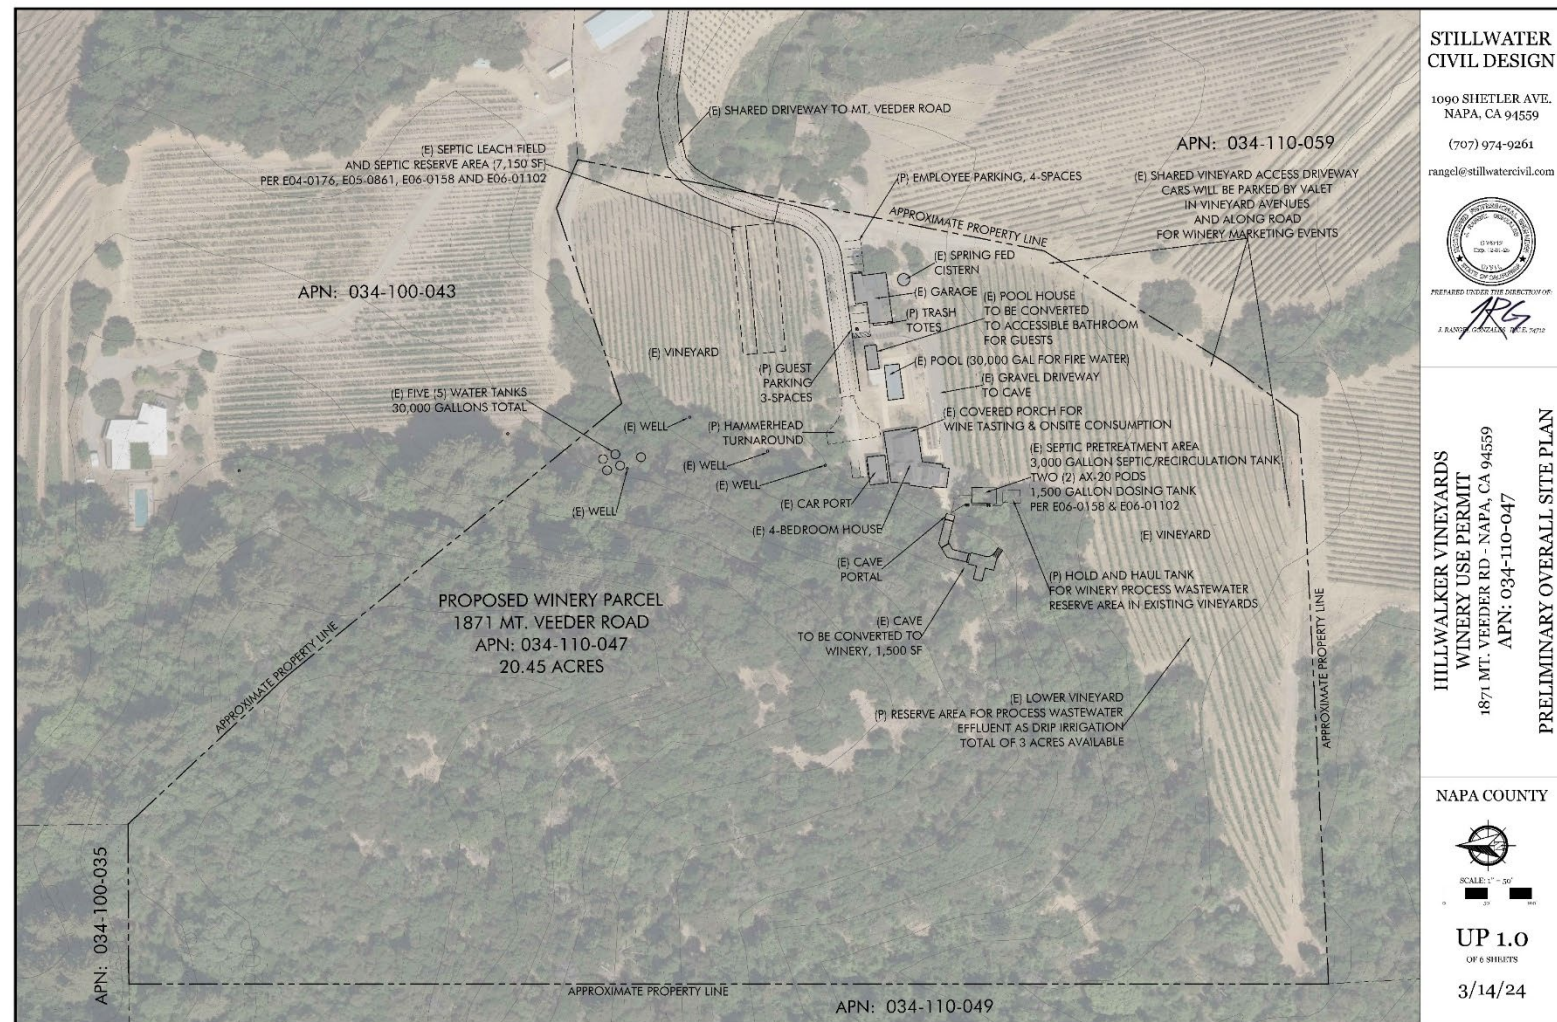 (E) SHARED DRIVEWAY TO MT. VEEDER ROAD
APN: 034-110-059
(E) SEPTIC LEACH FIELD
AND SEPTIC RESERVE AREA (7,150 SF)
PER E04-0176, E05-0861, E06-0158 AND E06-01102
(P) EMPLOYEE PARKING, 4-SPACES
(E) SHARED VINEYARD ACCESS DRIVEWAY
CARS WILL BE PARKED BY VALET
IN VINEYARD AVENUES
AND ALONG ROAD
FOR WINERY MARKETING EVENTS
APPROXIMATE PROPERTY LINE
(E) SPRING FED
CISTERN
APN: 034-100-043
(E) GARAGE
(P) TRASH
TOTES
(E) POOL HOUSE
TO BE CONVERTED
TO ACCESSIBLE BATHROOM
FOR GUESTS
(E) VINEYARD
(E) POOL (30,000 GAL FOR FIRE WATER)
(P) GUEST
PARKING
3-SPACES
(E) GRAVEL DRIVEWAY
TO CAVE
(E) FIVE (5) WATER TANKS
30,000 GALLONS TOTAL
(E) WELL
(P) HAMMERHEAD
TURNAROUND
(E) COVERED PORCH FOR
WINE TASTING & ONSITE CONSUMPTION
(E) WELL
(E) WELL
(E) SEPTIC PRETREATMENT AREA
3,000 GALLON SEPTIC/RECIRCULATION TANK
TWO (2) AX-20 PODS
1,500 GALLON DOSING TANK
PER E06-0158 & E06-01102
(E) WELL
(E) CAR PORT
(E) 4-BEDROOM HOUSE
(E) VINEYARD
(E) CAVE
PORTAL
(P) HOLD AND HAUL TANK
FOR WINERY PROCESS WASTEWATER
RESERVE AREA IN EXISTING VINEYARDS
PROPOSED WINERY PARCEL
1871 MT. VEEDER ROAD
APN: 034-110-047
20.45 ACRES
(E) CAVE
TO BE CONVERTED TO
WINERY, 1,500 SF
APPROXIMATE PROPERTY LINE
APPROXIMATE PROPERTY LINE
(E) LOWER VINEYARD
(P) RESERVE AREA FOR PROCESS WASTEWATER
EFFLUENT AS DRIP IRRIGATION
TOTAL OF 3 ACRES AVAILABLE
APN: 034-100-035
APPROXIMATE PROPERTY LINE
APN: 034-110-049
STILLWATER
CIVIL DESIGN
1090 SHETLER AVE.
NAPA, CA 94559
(707) 974-9261
rangel@stillwatercivil.com
PREPARED UNDER THE DIRECTION OF:
J. RANGEL GONZALES, R.C.E. 74712
HILLWALKER VINEYARDS
WINERY USE PERMIT
1871 MT. VEEDER RD - NAPA, CA 94559
APN: 034-110-047
PRELIMINARY OVERALL SITE PLAN
NAPA COUNTY
SCALE: 1" = 50'
0 50 100
UP 1.0
OF 6 SHEETS
3/14/24